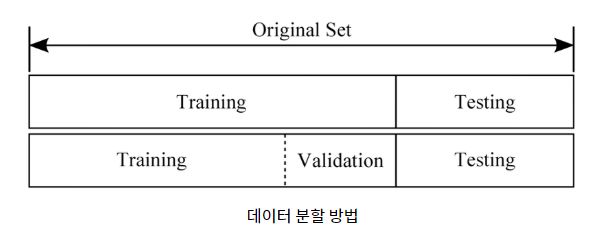 Original Set
Training Testing
Training Validation Testing
데이터 분할 방법